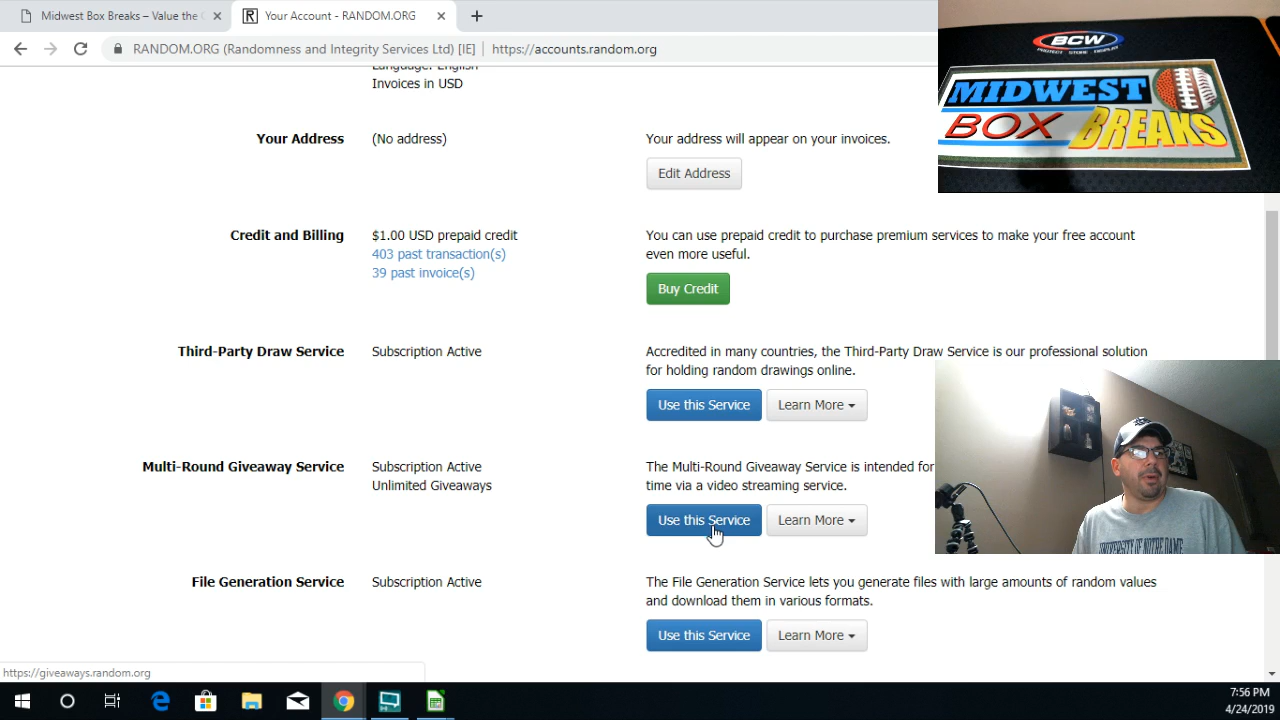 Midwest Box Breaks – Value the
Your Account - RANDOM.ORG
RANDOM.ORG (Randomness and Integrity Services Ltd) [IE]
https://accounts.random.org
Language: English
Invoices in USD
Your Address
(No address)
Your address will appear on your invoices.
Edit Address
Credit and Billing
$1.00 USD prepaid credit
403 past transaction(s)
39 past invoice(s)
You can use prepaid credit to purchase premium services to make your free account
even more useful.
Buy Credit
Third-Party Draw Service
Subscription Active
Accredited in many countries, the Third-Party Draw Service is our professional solution
for holding random drawings online.
Use this Service
Learn More
Multi-Round Giveaway Service
Subscription Active
Unlimited Giveaways
The Multi-Round Giveaway Service is intended for
time via a video streaming service.
Use this Service
Learn More
File Generation Service
Subscription Active
The File Generation Service lets you generate files with large amounts of random values
and download them in various formats.
Use this Service
Learn More
https://giveaways.random.org
7:56 PM
4/24/2019
BCW
PROTECT STORE DISPLAY
MIDWEST
BOX BREAKS
UNIVERSITY OF NOTRE DAME